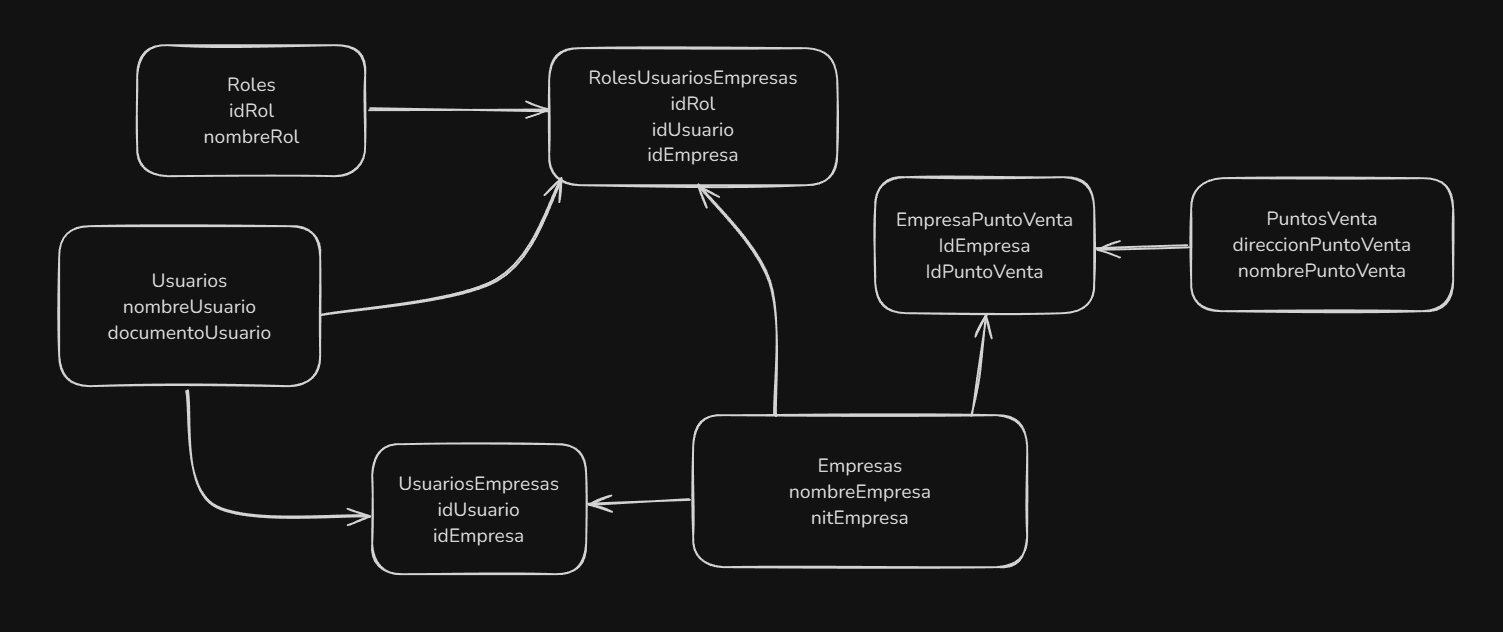 Roles
idRol
nombreRol
RolesUsuariosEmpresas
idRol
idUsuario
idEmpresa
EmpresaPuntoVenta
IdEmpresa
IdPuntoVenta
PuntosVenta
direccionPuntoVenta
nombrePuntoVenta
Usuarios
nombreUsuario
documentoUsuario
UsuariosEmpresas
idUsuario
idEmpresa
Empresas
nombreEmpresa
nitEmpresa